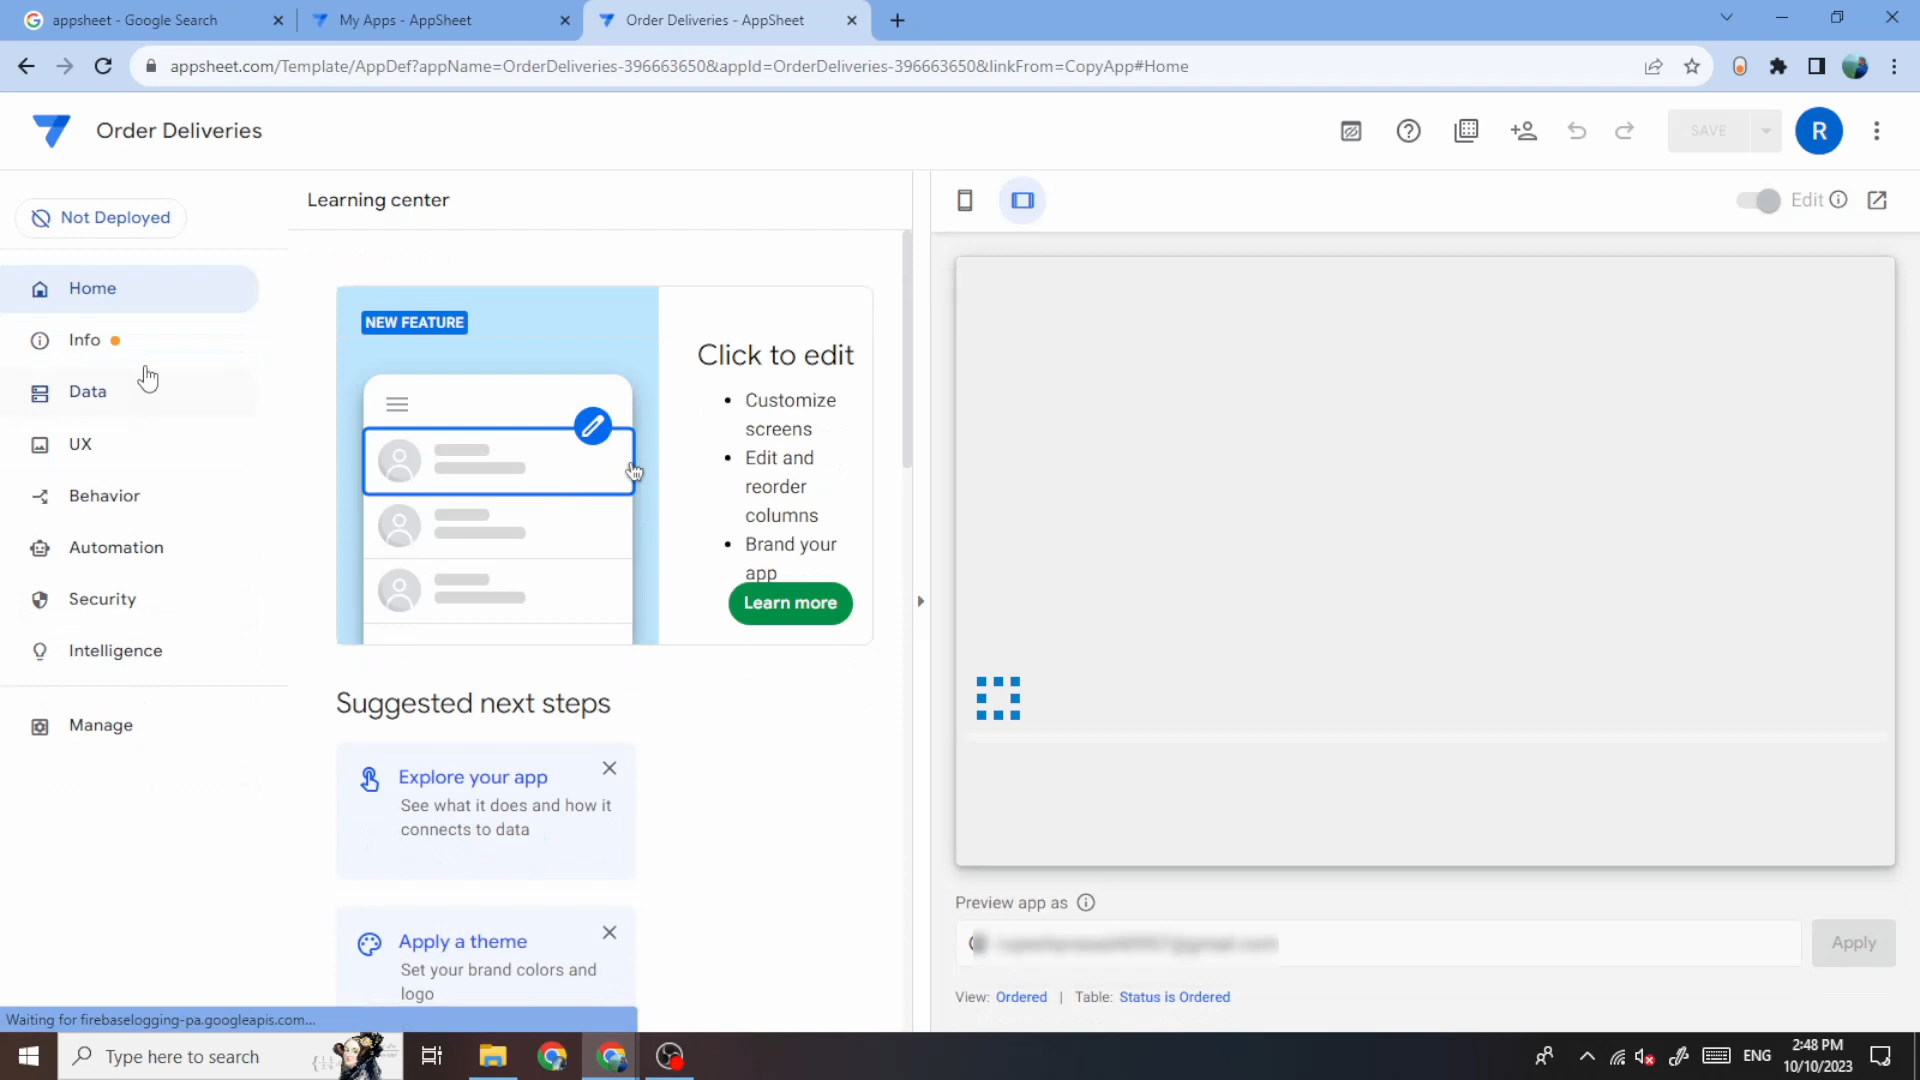 appsheet - Google Search
My Apps - AppSheet
Order Deliveries - AppSheet
appsheet.com/Template/AppDef?appName=OrderDeliveries-396663650&appId=OrderDeliveries-396663650&linkFrom=CopyApp#Home
Order Deliveries
SAVE
R
Not Deployed
Learning center
Edit
Home
Info
Data
UX
Behavior
Automation
Security
Intelligence
Manage
NEW FEATURE
Click to edit
• Customize
screens
• Edit and
reorder
columns
• Brand your
app
Learn more
Suggested next steps
Explore your app
See what it does and how it
connects to data
Apply a theme
Set your brand colors and
logo
Preview app as
Apply
View: Ordered | Table: Status is Ordered
Waiting for firebaselogging-pa.googleapis.com...
Type here to search
ENG
2:48 PM
10/10/2023